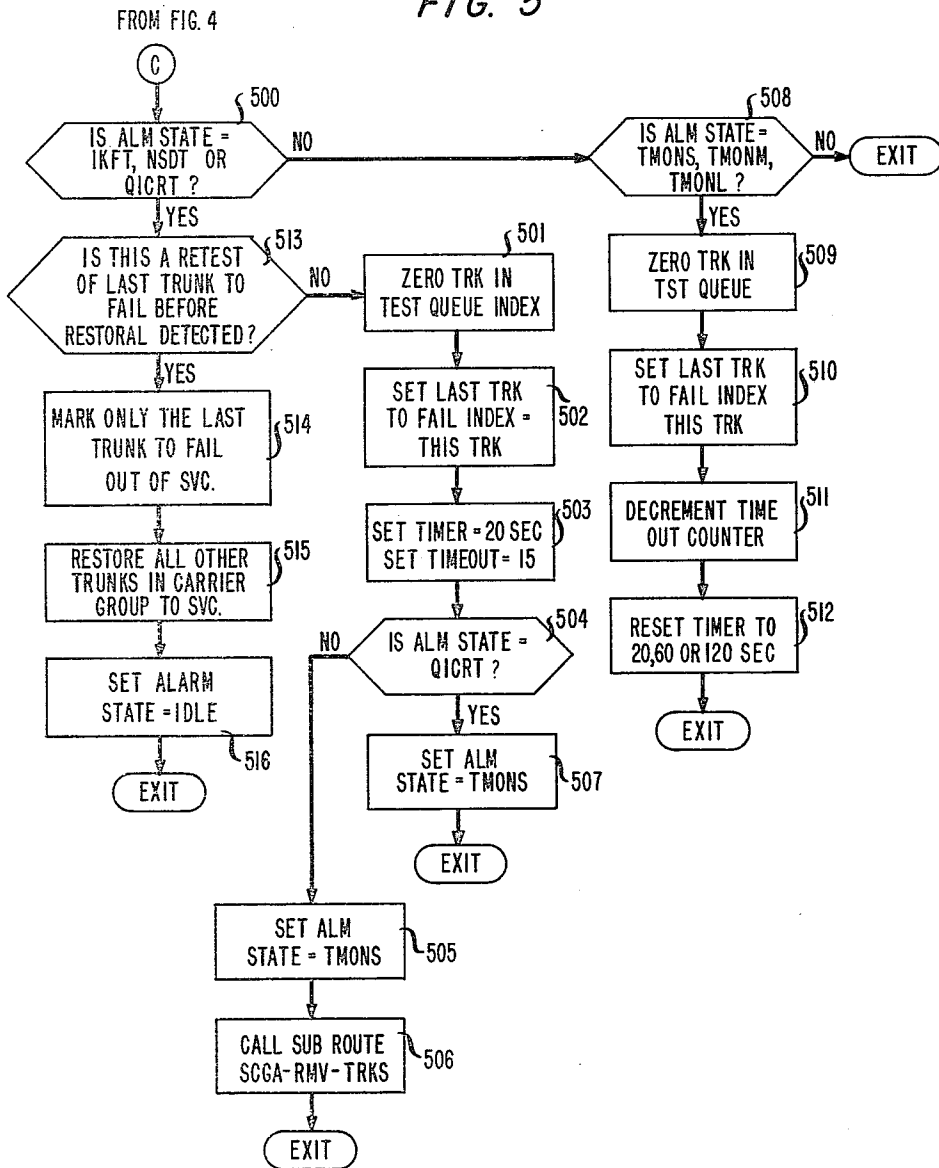 FIG. 5
FROM FIG. 4
C
500
IS ALM STATE =
IKFT, NSDT OR
QICRT ?
NO
YES
508
IS ALM STATE =
TMONS, TMONM,
TMONL ?
NO
EXIT
YES
513
IS THIS A RETEST
OF LAST TRUNK TO
FAIL BEFORE
RESTORAL DETECTED?
NO
YES
501
ZERO TRK IN
TEST QUEUE INDEX
509
ZERO TRK IN
TST QUEUE
MARK ONLY THE LAST
TRUNK TO FAIL
OUT OF SVC.
514
SET LAST TRK
TO FAIL INDEX =
THIS TRK
502
SET LAST TRK
TO FAIL INDEX
THIS TRK
510
RESTORE ALL OTHER
TRUNKS IN CARRIER
GROUP TO SVC.
515
SET TIMER = 20 SEC
SET TIMEOUT = 15
503
DECREMENT TIME
OUT COUNTER
511
SET ALARM
STATE = IDLE
516
EXIT
NO
IS ALM STATE =
QICRT ?
504
YES
RESET TIMER TO
20,60 OR 120 SEC
512
EXIT
SET ALM
STATE = TMONS
507
EXIT
SET ALM
STATE = TMONS
505
CALL SUB ROUTE
SCGA-RMV-TRKS
506
EXIT